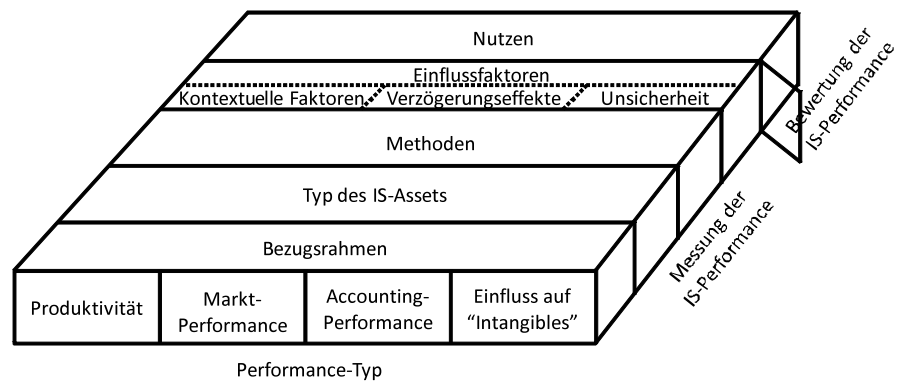 Nutzen
Einflussfaktoren
Kontextuelle Faktoren Verzögerungseffekte Unsicherheit
Methoden
Typ des IS-Assets
Bezugsrahmen
Produktivität
Markt-
Performance
Accounting-
Performance
Einfluss auf
“Intangibles”
Performance-Typ
Messung der
IS-Performance
Bewertung der
IS-Performance